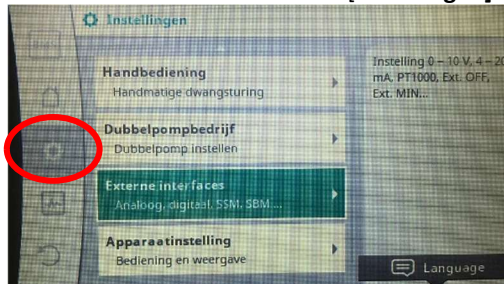 Instellingen
Handbediening
Handmatige dwangsturing
Dubbelpompbedrijf
Dubbelpomp instellen
Externe interfaces
Analoog, digitaal, SSM, SBM ...
Apparaatinstelling
Bediening en weergave
Instelling 0 – 10 V, 4 – 20
mA, PT1000, Ext. OFF,
Ext. MIN...
Language